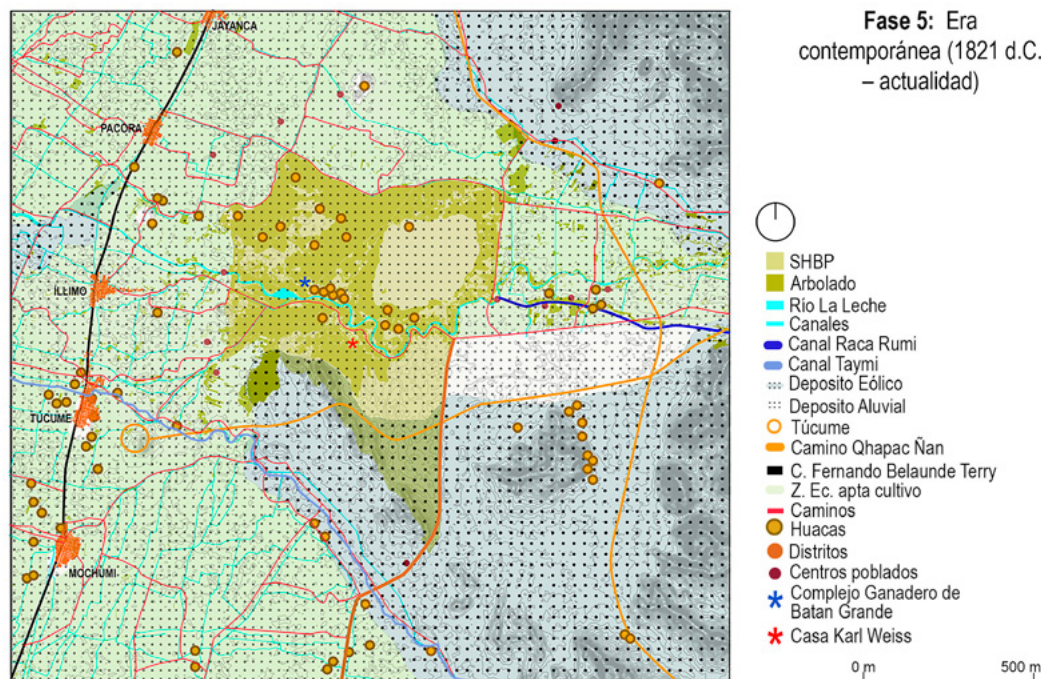 JAYANCA
PACORA
ÍLLIMO
TÚCUME
MOCHUMI
Fase 5: Era
contemporánea (1821 d.C.
– actualidad)
SHBP
Arbolado
Río La Leche
Canales
Canal Raca Rumi
Canal Taymi
Deposito Eólico
Deposito Aluvial
Túcume
Camino Qhapac Ñan
C. Fernando Belaunde Terry
Z. Ec. apta cultivo
Caminos
Huacas
Distritos
Centros poblados
Complejo Ganadero de
Batan Grande
Casa Karl Weiss
0 m 500 m